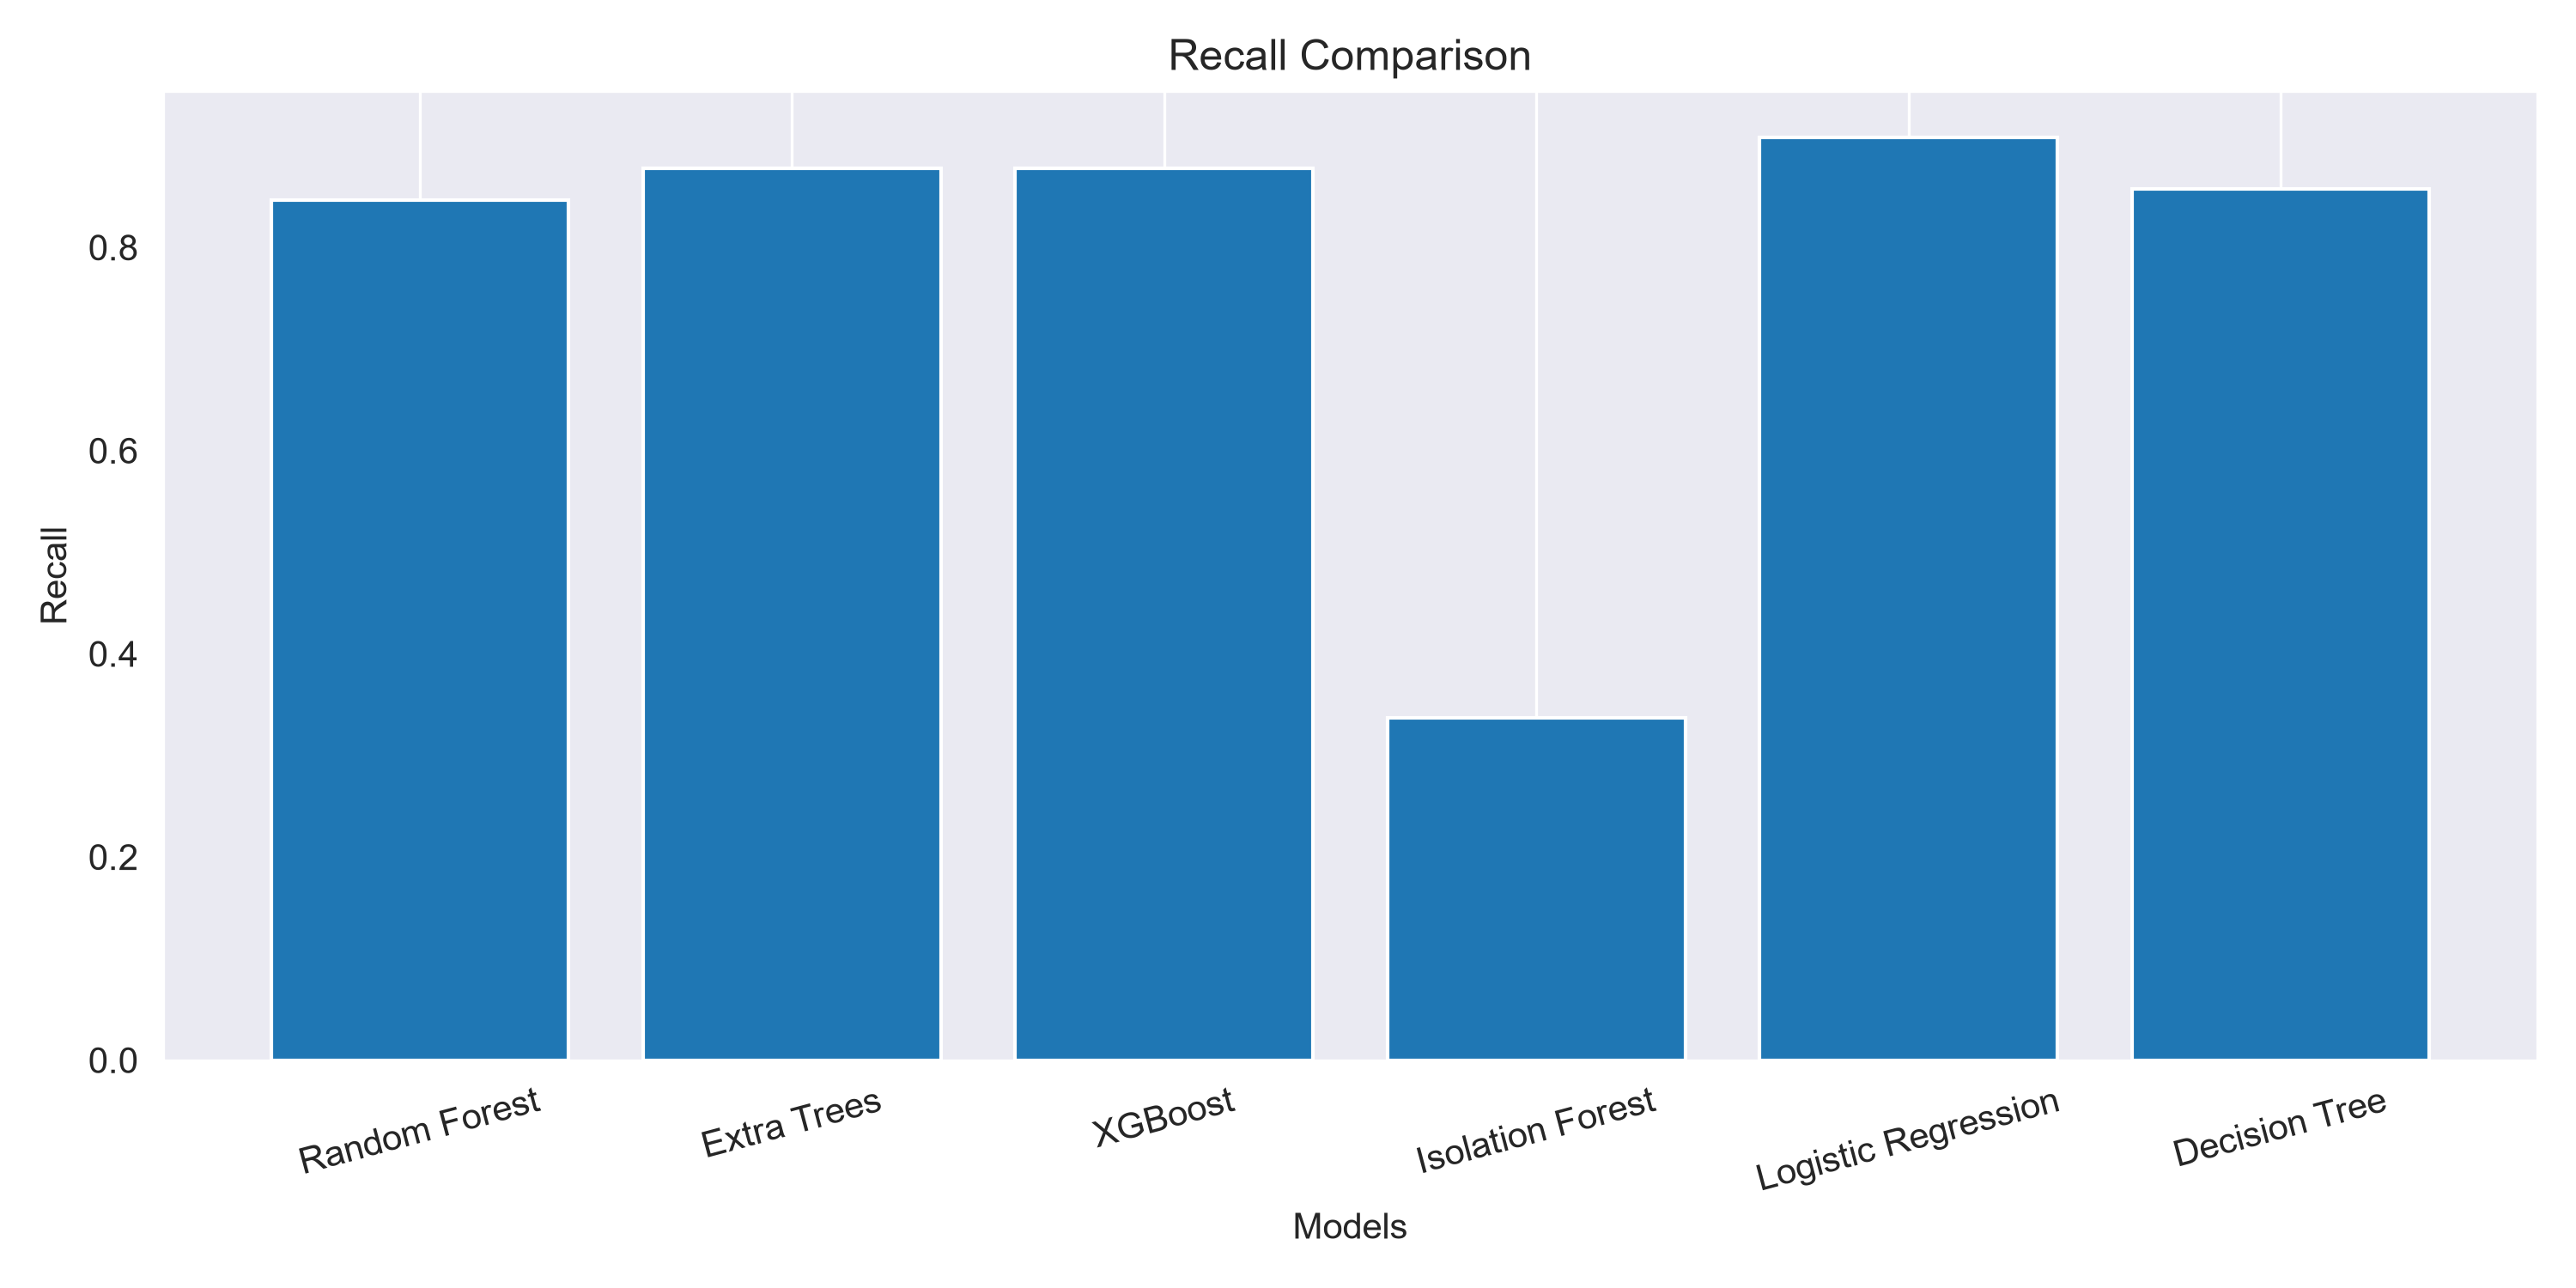 Recall Comparison
Recall
0.8
0.6
0.4
0.2
0.0
Random Forest
Extra Trees
XGBoost
Isolation Forest
Logistic Regression
Decision Tree
Models